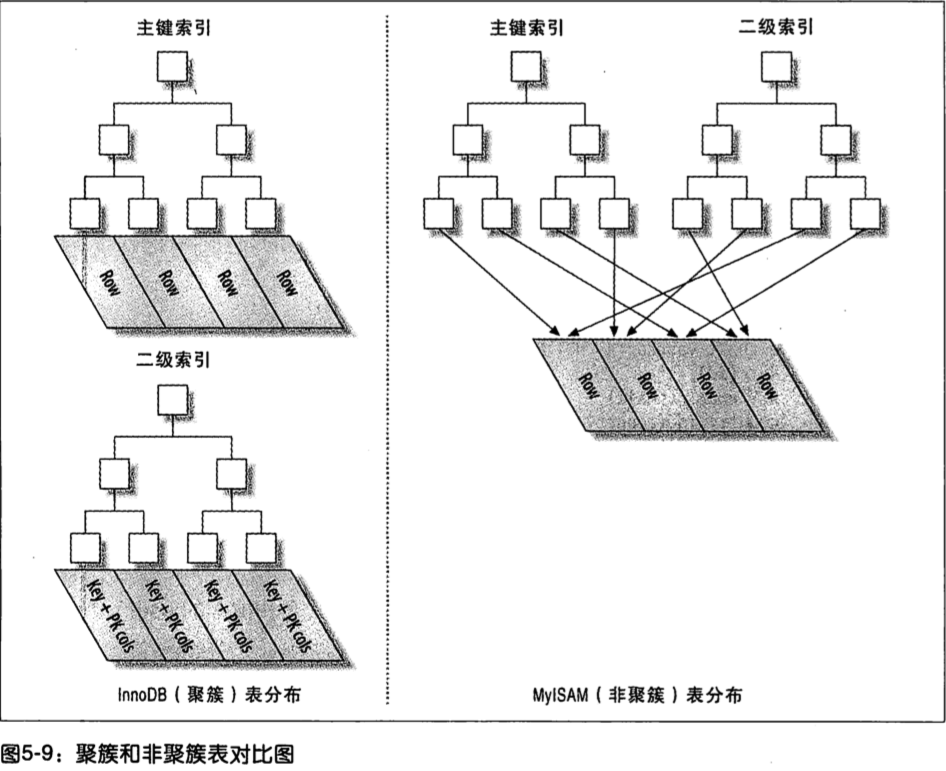 主键索引
Row
Row
Row
Row
二级索引
Key + PK cols
Key + PK cols
Key + PK cols
Key + PK cols
InnoDB（聚簇）表分布
主键索引
二级索引
Row
Row
Row
Row
MyISAM（非聚簇）表分布
图5-9：聚簇和非聚簇表对比图